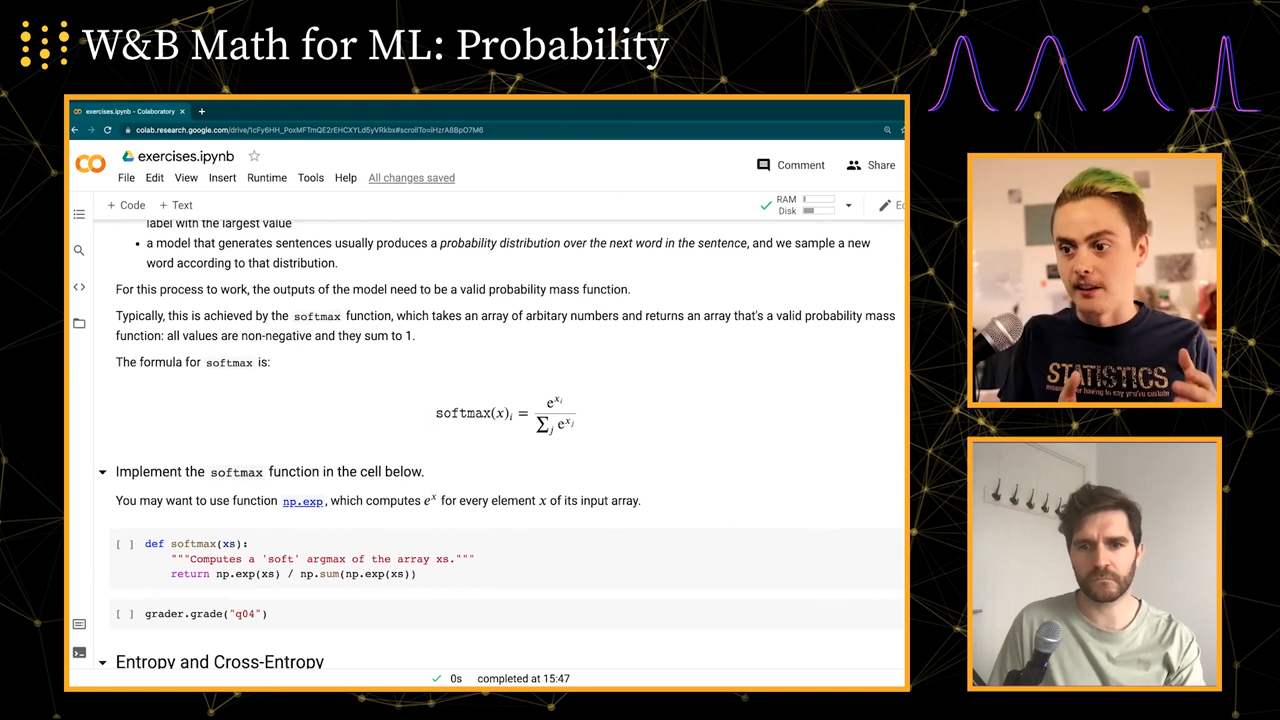 W&B Math for ML: Probability
exercises.ipynb - Colaboratory
colab.research.google.com/drive/1cFy6HH_PoxMFTmQE2rEHCXYLd5yVRkbx#scrollTo=iHzrA8BpO7M6
exercises.ipynb
Comment
Share
File Edit View Insert Runtime Tools Help All changes saved
+ Code + Text
RAM
Disk
label with the largest value
• a model that generates sentences usually produces a probability distribution over the next word in the sentence, and we sample a new
word according to that distribution.
For this process to work, the outputs of the model need to be a valid probability mass function.
Typically, this is achieved by the softmax function, which takes an array of arbitary numbers and returns an array that's a valid probability mass
function: all values are non-negative and they sum to 1.
The formula for softmax is:
softmax(x)ᵢ = e^{xᵢ} / ∑ⱼ e^{xⱼ}
Implement the softmax function in the cell below.
You may want to use function np.exp, which computes eˣ for every element x of its input array.
[ ] def softmax(xs):
"""Computes a 'soft' argmax of the array xs."""
return np.exp(xs) / np.sum(np.exp(xs))
[ ] grader.grade("q04")
Entropy and Cross-Entropy
0s completed at 15:47
STATISTICS